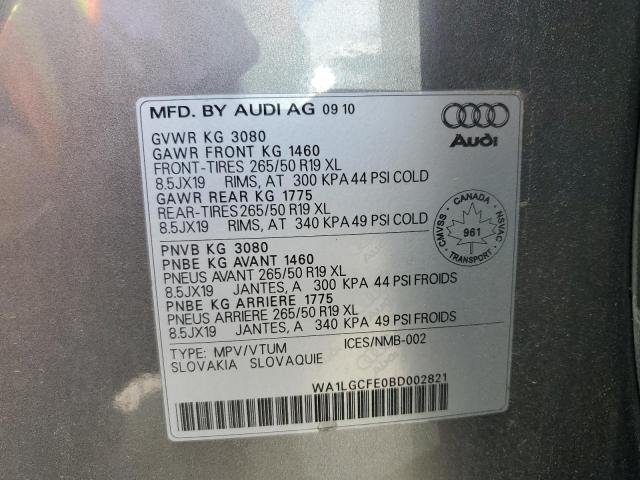 MFD. BY AUDI AG 09 10
Audi
GVWR KG 3080
GAWR FRONT KG 1460
FRONT-TIRES 265/50 R19 XL
8.5JX19 RIMS, AT 300 KPA 44 PSI COLD
GAWR REAR KG 1775
REAR-TIRES 265/50 R19 XL
8.5JX19 RIMS, AT 340 KPA 49 PSI COLD
CANADA
CMVSS 961 NSVAC
TRANSPORT
PNVB KG 3080
PNBE KG AVANT 1460
PNEUS AVANT 265/50 R19 XL
8.5JX19 JANTES, A 300 KPA 44 PSI FROIDS
PNBE KG ARRIERE 1775
PNEUS ARRIERE 265/50 R19 XL
8.5JX19 JANTES, A 340 KPA 49 PSI FROIDS
TYPE: MPV/VTUM ICES/NMB-002
SLOVAKIA SLOVAQUIE
WA1LGCFE0BD002821